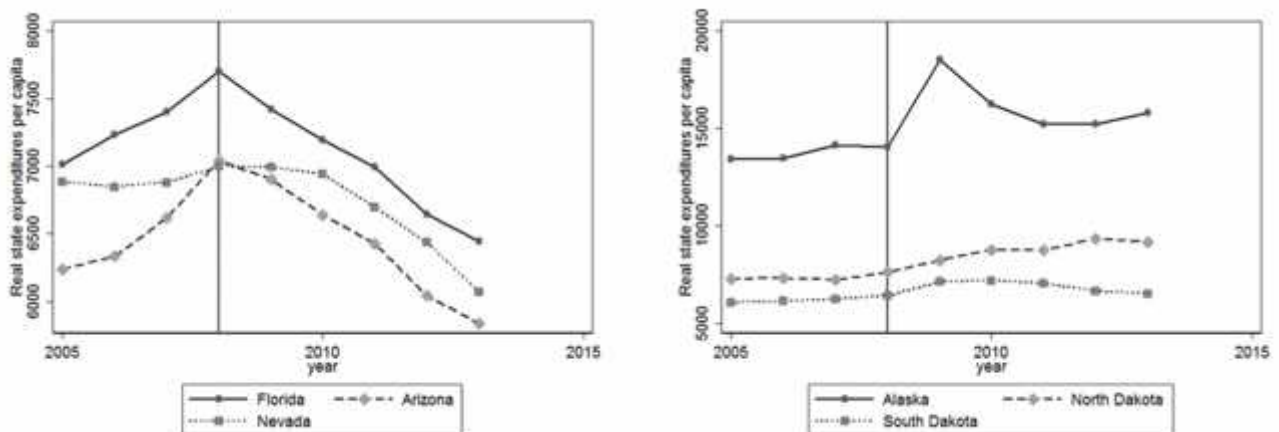 Real state expenditures per capita
8000
7500
7000
6500
6000
2005
2010
2015
year
Florida
Arizona
Nevada
Real state expenditures per capita
20000
15000
10000
5000
2005
2010
2015
year
Alaska
North Dakota
South Dakota